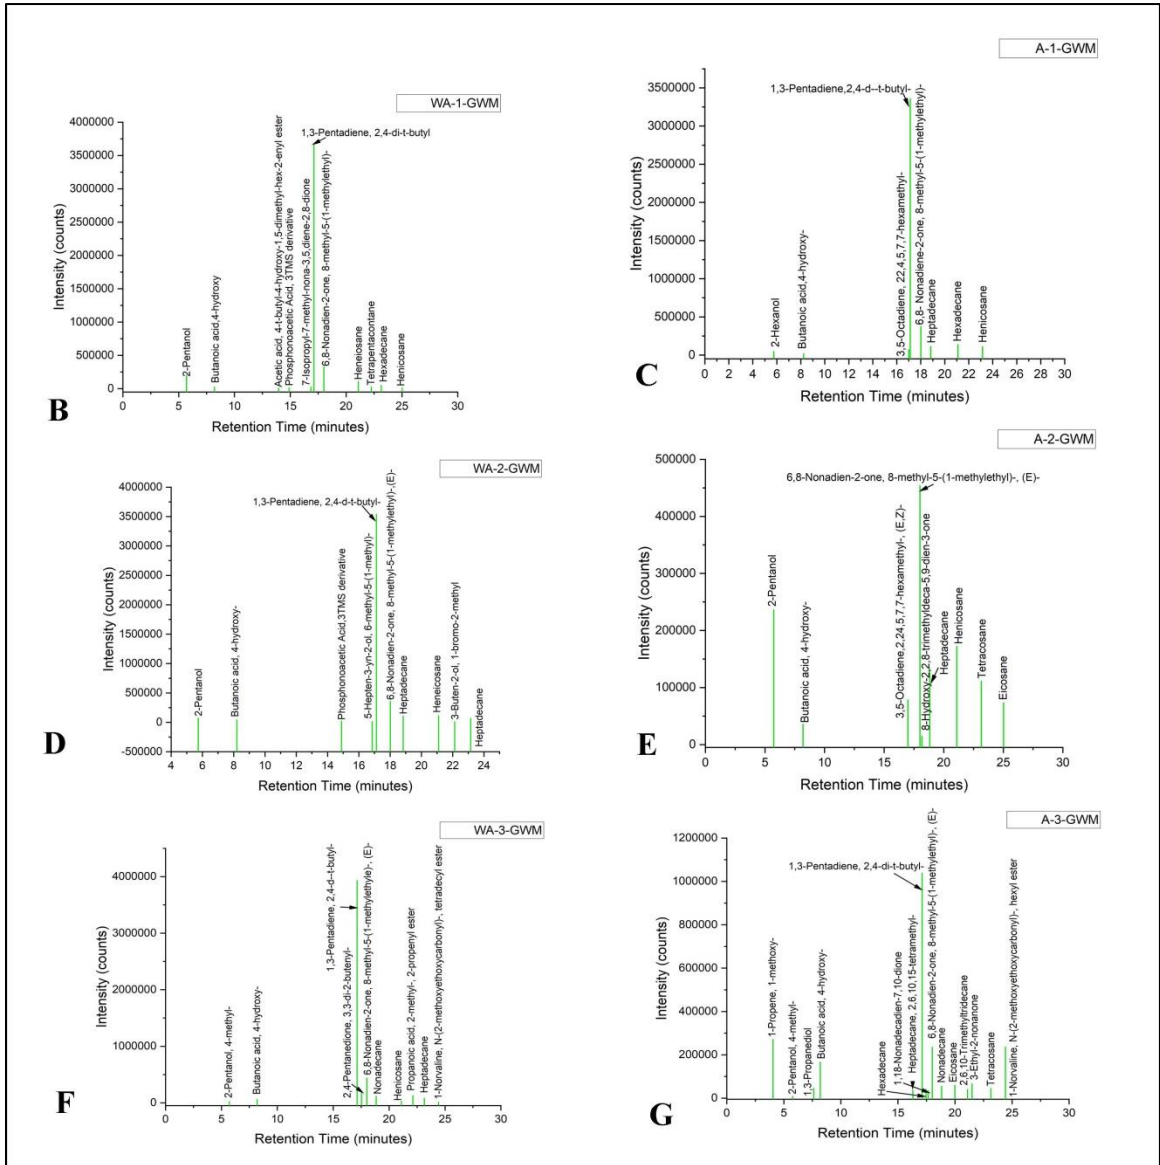 WA-1-GWM
4000000
3500000
3000000
2500000
2000000
1500000
1000000
500000
0
Intensity (counts)
2-Pentanol
Butanoic acid,4-hydroxy
Acetic acid, 4-t-butyl-4-hydroxy-1,5-dimethyl-hex-2-enyl ester
Phosphonoacetic Acid, 3TMS derivative
7-Isopropyl-7-methyl-nona-3,5,diene-2,8-dione
1,3-Pentadiene, 2,4-di-t-butyl
6,8-Nonadien-2-one, 8-methyl-5-(1-methylethyl)-
Heneiosane
Tetrapentacontane
Hexadecane
Henicosane
0 5 10 15 20 25 30
Retention Time (minutes)
B
A-1-GWM
3500000
3000000
2500000
2000000
1500000
1000000
500000
0
Intensity (counts)
2-Hexanol
Butanoic acid,4-hydroxy-
1,3-Pentadiene,2,4-d--t-butyl-
3,5-Octadiene, 22,4,5,7,7-hexamethyl-
6,8- Nonadiene-2-one, 8-methyl-5-(1-methylethyl)-
Heptadecane
Hexadecane
Henicosane
0 2 4 6 8 10 12 14 16 18 20 22 24 26 28 30
Retention Time (minutes)
C
WA-2-GWM
4000000
3500000
3000000
2500000
2000000
1500000
1000000
500000
0
-500000
Intensity (counts)
2-Pentanol
Butanoic acid, 4-hydroxy-
Phosphonoacetic Acid,3TMS derivative
5-Hepten-3-yn-2-ol, 6-methyl-5-(1-methyl)-
1,3-Pentadiene, 2,4-d-t-butyl-
6,8-Nonadien-2-one, 8-methyl-5-(1-methylethyl)-,(E)-
Heptadecane
Heneicosane
3-Buten-2-ol, 1-bromo-2-methyl
Heptadecane
4 6 8 10 12 14 16 18 20 22 24
Retention Time (minutes)
D
A-2-GWM
500000
400000
300000
200000
100000
0
Intensity (counts)
2-Pentanol
Butanoic acid, 4-hydroxy-
6,8-Nonadien-2-one, 8-methyl-5-(1-methylethyl)-, (E)-
3,5-Octadiene,2,24,5,7,7-hexamethyl-, (E,Z)-
8-Hydroxy-2,2,8-trimethyldeca-5,9-dien-3-one
Heptadecane
Henicosane
Tetracosane
Eicosane
0 5 10 15 20 25 30
Retention Time (minutes)
E
WA-3-GWM
4000000
3000000
2000000
1000000
0
Intensity (counts)
2-Pentanol, 4-methyl-
Butanoic acid, 4-hydroxy-
1,3-Pentadiene, 2,4-d--t-butyl-
2,4-Pentanedione, 3,3-di-2-butenyl-
6,8-Nonadien-2-one, 8-methyl-5-(1-methylethyle)-, (E)-
Nonadecane
Henicosane
Propanoic acid, 2-methyl-, 2-propenyl ester
Heptadecane
1-Norvaline, N-(2-methoxyethoxycarbonyl)-, tetradecyl ester
0 5 10 15 20 25 30
Retention Time (minutes)
F
A-3-GWM
1200000
1000000
800000
600000
400000
200000
0
Intensity (counts)
1-Propene, 1-methoxy-
2-Pentanol, 4-methyl-
1,3-Propanediol
Butanoic acid, 4-hydroxy-
1,3-Pentadiene, 2,4-di-t-butyl-
Hexadecane
1,18-Nonadecadien-7,10-dione
Heptadecane, 2,6,10,15-tetramethyl-
6,8-Nonadien-2-one, 8-methyl-5-(1-methylethyl)-, (E)-
Nonadecane
Eicosane
2,6,10-Trimethyltridecane
3-Ethyl-2-nonanone
Tetracosane
1-Norvaline, N-(2-methoxyethoxycarbonyl)-, hexyl ester
0 5 10 15 20 25 30
Retention Time (minutes)
G